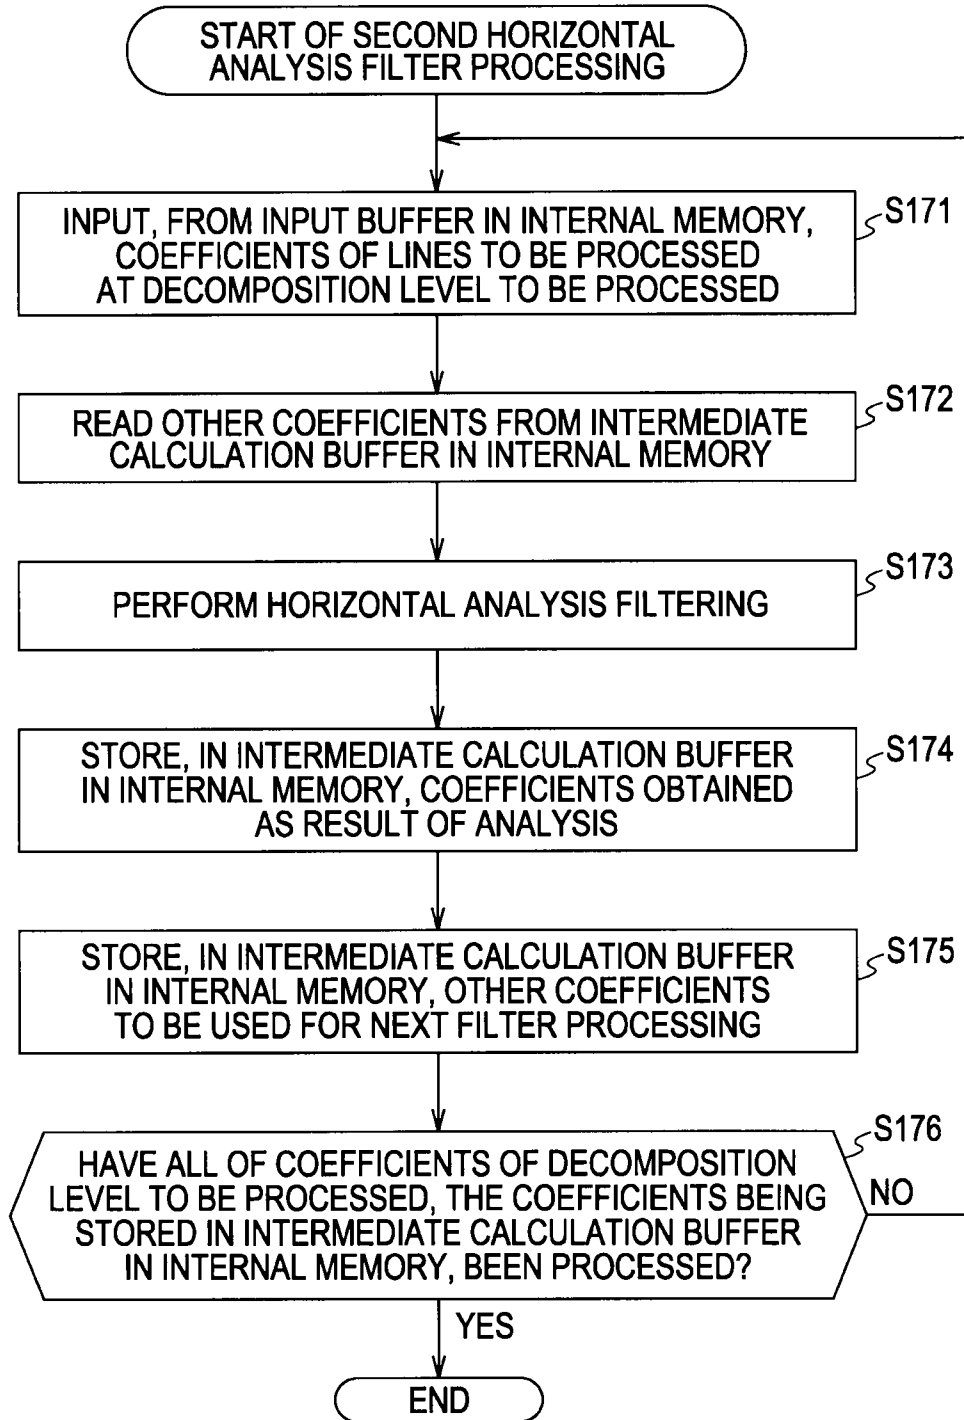 START OF SECOND HORIZONTAL
ANALYSIS FILTER PROCESSING
S171
INPUT, FROM INPUT BUFFER IN INTERNAL MEMORY,
COEFFICIENTS OF LINES TO BE PROCESSED
AT DECOMPOSITION LEVEL TO BE PROCESSED
S172
READ OTHER COEFFICIENTS FROM INTERMEDIATE
CALCULATION BUFFER IN INTERNAL MEMORY
S173
PERFORM HORIZONTAL ANALYSIS FILTERING
S174
STORE, IN INTERMEDIATE CALCULATION BUFFER
IN INTERNAL MEMORY, COEFFICIENTS OBTAINED
AS RESULT OF ANALYSIS
S175
STORE, IN INTERMEDIATE CALCULATION BUFFER
IN INTERNAL MEMORY, OTHER COEFFICIENTS
TO BE USED FOR NEXT FILTER PROCESSING
S176
HAVE ALL OF COEFFICIENTS OF DECOMPOSITION
LEVEL TO BE PROCESSED, THE COEFFICIENTS BEING
STORED IN INTERMEDIATE CALCULATION BUFFER
IN INTERNAL MEMORY, BEEN PROCESSED?
NO
YES
END